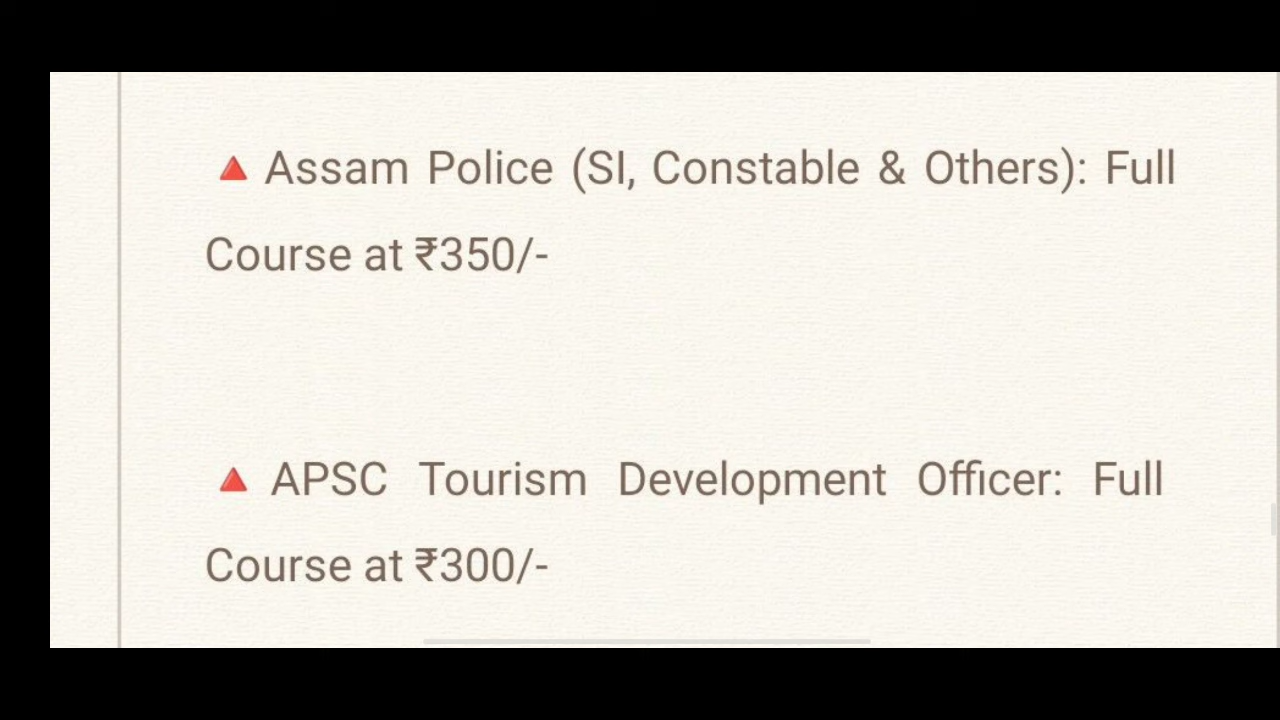 🔺Assam Police (SI, Constable & Others): Full
Course at ₹350/-
🔺APSC Tourism Development Officer: Full
Course at ₹300/-